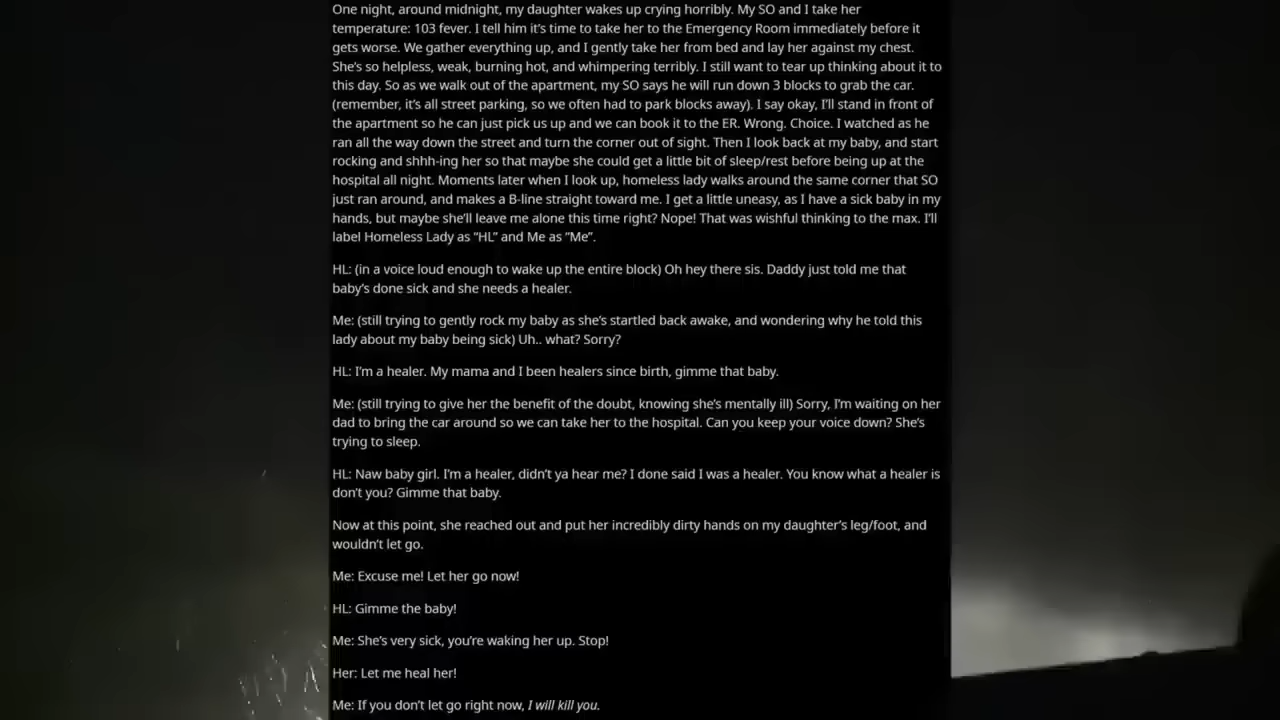 One night, around midnight, my daughter wakes up crying horribly. My SO and I take her
temperature: 103 fever. I tell him it's time to take her to the Emergency Room immediately before it
gets worse. We gather everything up, and I gently take her from bed and lay her against my chest.
She's so helpless, weak, burning hot, and whimpering terribly. I still want to tear up thinking about it to
this day. So as we walk out of the apartment, my SO says he will run down 3 blocks to grab the car.
(remember, it's all street parking, so we often had to park blocks away). I say okay, I'll stand in front of
the apartment so he can just pick us up and we can book it to the ER. Wrong. Choice. I watched as he
ran all the way down the street and turn the corner out of sight. Then I look back at my baby, and start
rocking and shhh-ing her so that maybe she could get a little bit of sleep/rest before being up at the
hospital all night. Moments later when I look up, homeless lady walks around the same corner that SO
just ran around, and makes a B-line straight toward me. I get a little uneasy, as I have a sick baby in my
hands, but maybe she'll leave me alone this time right? Nope! That was wishful thinking to the max. I'll
label Homeless Lady as "HL" and Me as "Me".
HL: (in a voice loud enough to wake up the entire block) Oh hey there sis. Daddy just told me that
baby's done sick and she needs a healer.
Me: (still trying to gently rock my baby as she's startled back awake, and wondering why he told this
lady about my baby being sick) Uh.. what? Sorry?
HL: I'm a healer. My mama and I been healers since birth, gimme that baby.
Me: (still trying to give her the benefit of the doubt, knowing she's mentally ill) Sorry, I'm waiting on her
dad to bring the car around so we can take her to the hospital. Can you keep your voice down? She's
trying to sleep.
HL: Naw baby girl. I'm a healer, didn't ya hear me? I done said I was a healer. You know what a healer is
don't you? Gimme that baby.
Now at this point, she reached out and put her incredibly dirty hands on my daughter's leg/foot, and
wouldn't let go.
Me: Excuse me! Let her go now!
HL: Gimme the baby!
Me: She's very sick, you're waking her up. Stop!
Her: Let me heal her!
Me: If you don't let go right now, I will kill you.